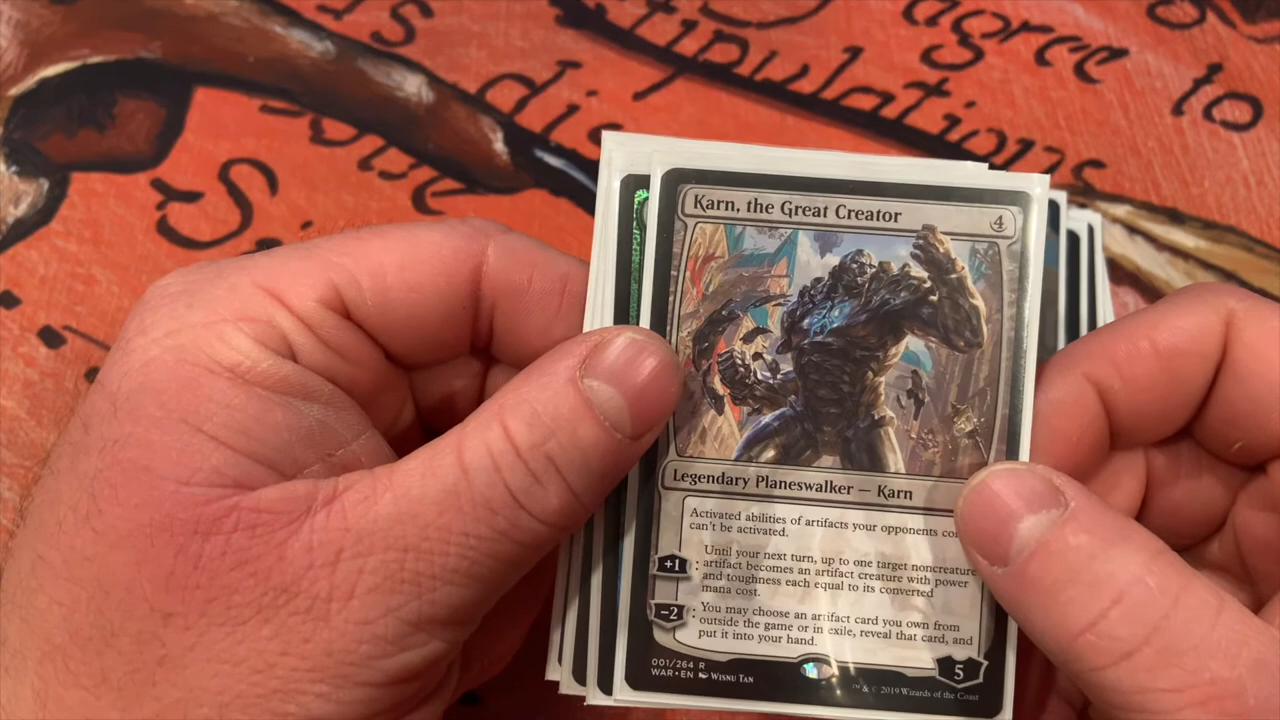 agree to
tipulations
is
Karn, the Great Creator
4
Legendary Planeswalker — Karn
Activated abilities of artifacts your opponents
can't be activated.
+1 : Until your next turn, up to one target noncreature
artifact becomes an artifact creature with power
and toughness each equal to its converted
mana cost.
−2 : You may choose an artifact card you own from
outside the game or in exile, reveal that card, and
put it into your hand.
5
001/264 R
WAR • EN Wisnu Tan
™ & © 2019 Wizards of the Coast